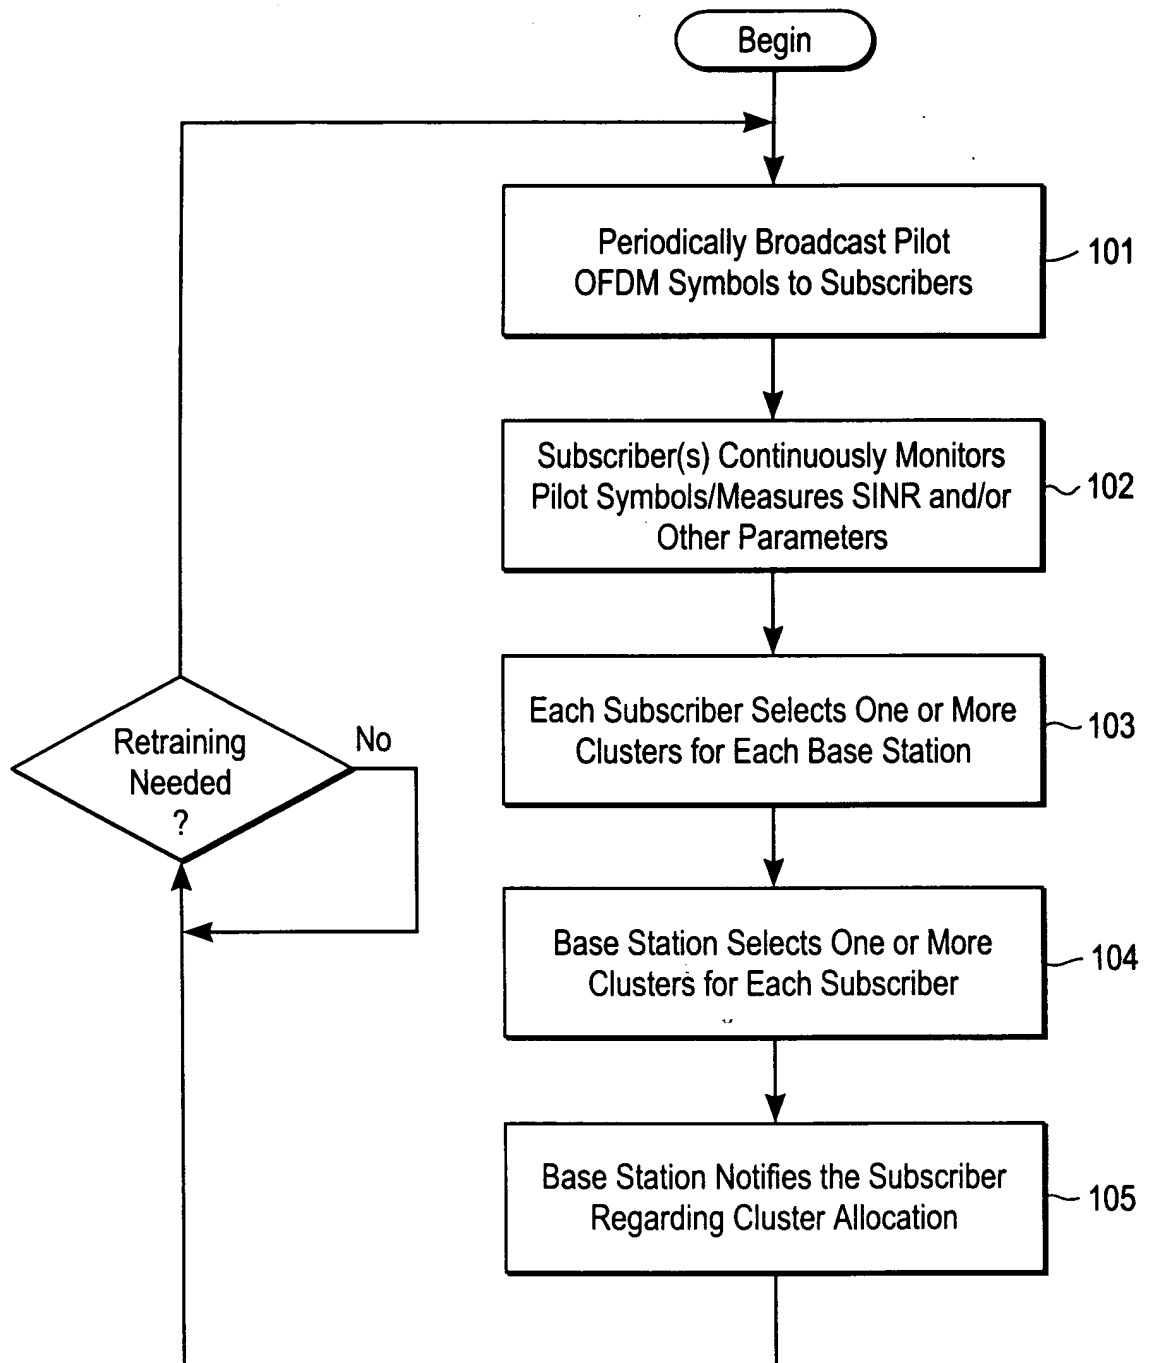 Begin
Periodically Broadcast Pilot
OFDM Symbols to Subscribers
101
Subscriber(s) Continuously Monitors
Pilot Symbols/Measures SINR and/or
Other Parameters
102
Each Subscriber Selects One or More
Clusters for Each Base Station
103
Retraining
Needed
?
No
Base Station Selects One or More
Clusters for Each Subscriber
104
Base Station Notifies the Subscriber
Regarding Cluster Allocation
105